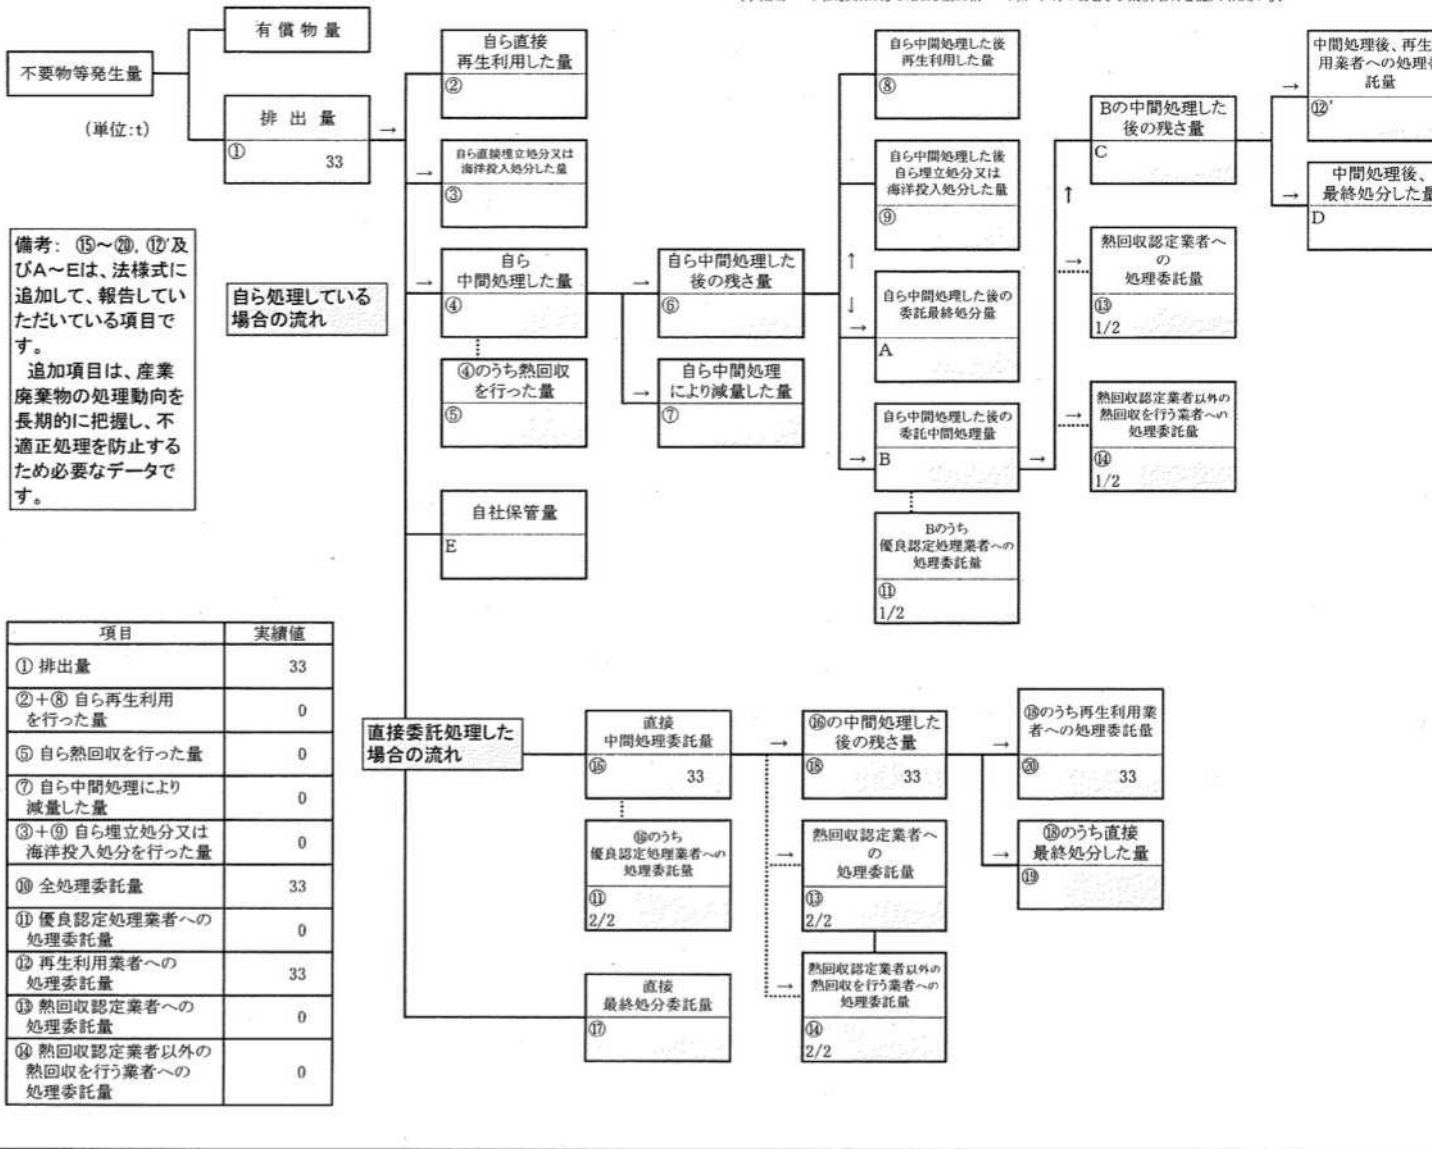 有償物量
不要物等発生量
(単位:t)
排出量
①
33
→
自ら直接
再生利用した量
②
→
自ら直接埋立処分又は
海洋投入処分した量
③
備考: ⑮～⑳, ⑫'及
びA～Eは、法様式に
追加して、報告してい
ただいている項目で
す。
追加項目は、産業
廃棄物の処理動向を
長期的に把握し、不
適正処理を防止する
ため必要なデータで
す。
自ら処理している
場合の流れ
→
自ら
中間処理した量
④
④のうち熱回収
を行った量
⑤
→
自ら中間処理した
後の残さ量
⑥
→
自ら中間処理
により減量した量
⑦
自社保管量
E
自ら中間処理した後
再生利用した量
⑧
自ら中間処理した後
自ら埋立処分又は
海洋投入処分した量
⑨
↑
↓
→
自ら中間処理した後の
委託最終処分量
A
→
自ら中間処理した後の
委託中間処理量
B
→
Bのうち
優良認定処理業者への
処理委託量
⑪
1/2
Bの中間処理した
後の残さ量
C
↑
→
熱回収認定業者へ
の
処理委託量
⑬
1/2
→
熱回収認定業者以外の
熱回収を行う業者への
処理委託量
⑭
1/2
→
中間処理後、再生
用業者への処理
託量
⑫'
→
中間処理後、
最終処分した
D
項目 実績値
① 排出量 33
②+⑧ 自ら再生利用
を行った量 0
⑤ 自ら熱回収を行った量 0
⑦ 自ら中間処理により
減量した量 0
③+⑨ 自ら埋立処分又は
海洋投入処分を行った量 0
⑩ 全処理委託量 33
⑪ 優良認定処理業者への
処理委託量 0
⑫ 再生利用業者への
処理委託量 33
⑬ 熱回収認定業者への
処理委託量 0
⑭ 熱回収認定業者以外の
熱回収を行う業者への
処理委託量 0
直接委託処理した
場合の流れ
直接
中間処理委託量
⑯
33
⑯のうち
優良認定処理業者への
処理委託量
⑪
2/2
直接
最終処分委託量
⑰
→
⑯の中間処理した
後の残さ量
⑱
33
→
熱回収認定業者へ
の
処理委託量
⑬
2/2
→
熱回収認定業者以外の
熱回収を行う業者への
処理委託量
⑭
2/2
→
⑱のうち再生利用業
者への処理委託量
⑳
33
→
⑱のうち直接
最終処分した量
⑲